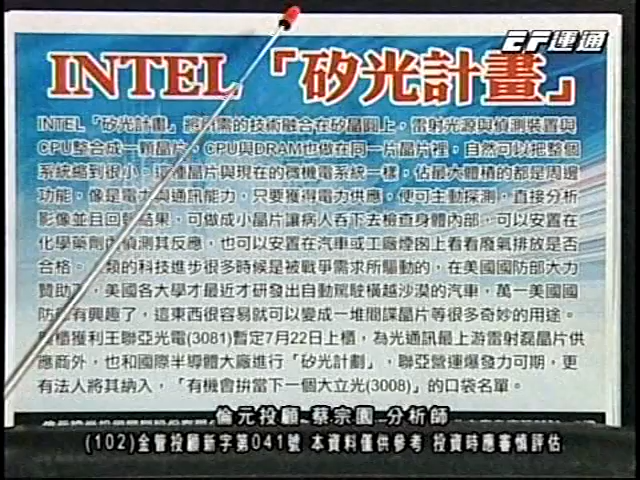 EF運通
INTEL「矽光計畫」
INTEL「矽光計畫」將所需的技術融合在矽晶圓上，雷射光源與偵測裝置與
CPU整合成一顆晶片，CPU與DRAM也做在同一片晶片裡，自然可以把整個
系統縮到很小。這種晶片與現在的微機電系統一樣，佔最大體積的都是周邊
功能，像是電力與通訊能力，只要獲得電力供應，便可主動探測，直接分析
影像並且回報結果，可做成小晶片讓病人吞下去檢查身體內部，可以安置在
化學藥劑內偵測其反應，也可以安置在汽車或工廠煙囪上看看廢氣排放是否
合格。人類的科技進步很多時候是被戰爭需求所驅動的，在美國國防部大力
贊助下，美國各大學才最近才研發出自動駕駛橫越沙漠的汽車，萬一美國國
防部有興趣了，這東西很容易就可以變成一堆間諜晶片等很多奇妙的用途。
櫃獲利王聯亞光電(3081)暫定7月22日上櫃，為光通訊最上游雷射磊晶片供
應商外，也和國際半導體大廠進行「矽光計劃」，聯亞營運爆發力可期，更
有法人將其納入，「有機會拚當下一個大立光(3008)」的口袋名單。
倫元投顧 蔡宗園 分析師
(102)金管投顧新字第041號 本資料僅供參考 投資時應審慎評估